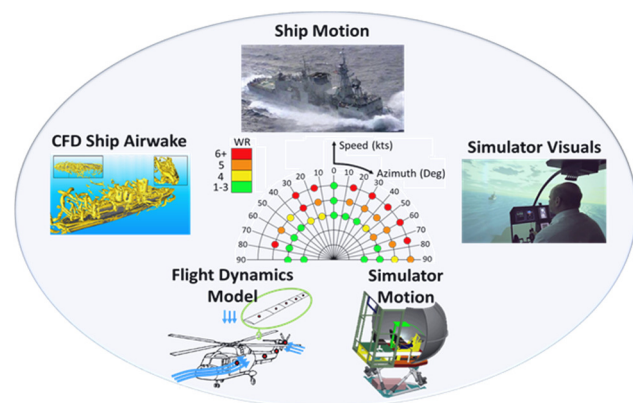 Ship Motion
CFD Ship Airwake
WR
6+
5
4
1-3
Speed (kts)
Azimuth (Deg)
Simulator Visuals
0
10 10
20 20
30 30
40 40
50 50
60 60
70 70
80 80
90 90
Flight Dynamics
Model
Simulator
Motion